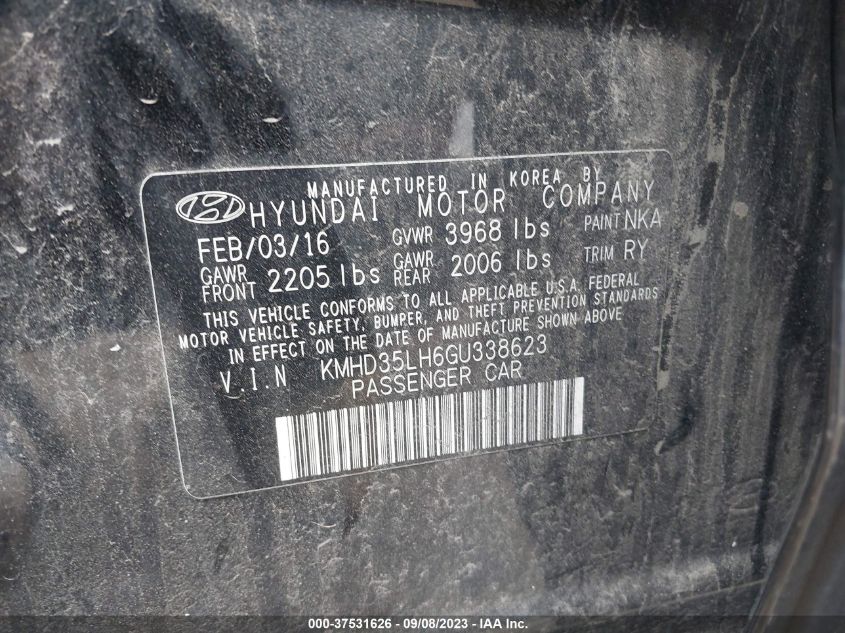 MANUFACTURED IN KOREA BY
HYUNDAI MOTOR COMPANY
FEB/03/16 GVWR 3968 lbs PAINT NKA
GAWR FRONT 2205 lbs GAWR REAR 2006 lbs TRIM RY
THIS VEHICLE CONFORMS TO ALL APPLICABLE U.S.A. FEDERAL
MOTOR VEHICLE SAFETY, BUMPER, AND THEFT PREVENTION STANDARDS
IN EFFECT ON THE DATE OF MANUFACTURE SHOWN ABOVE
V.I.N KMHD35LH6GU338623
PASSENGER CAR
000-37531626 - 09/08/2023 - IAA Inc.